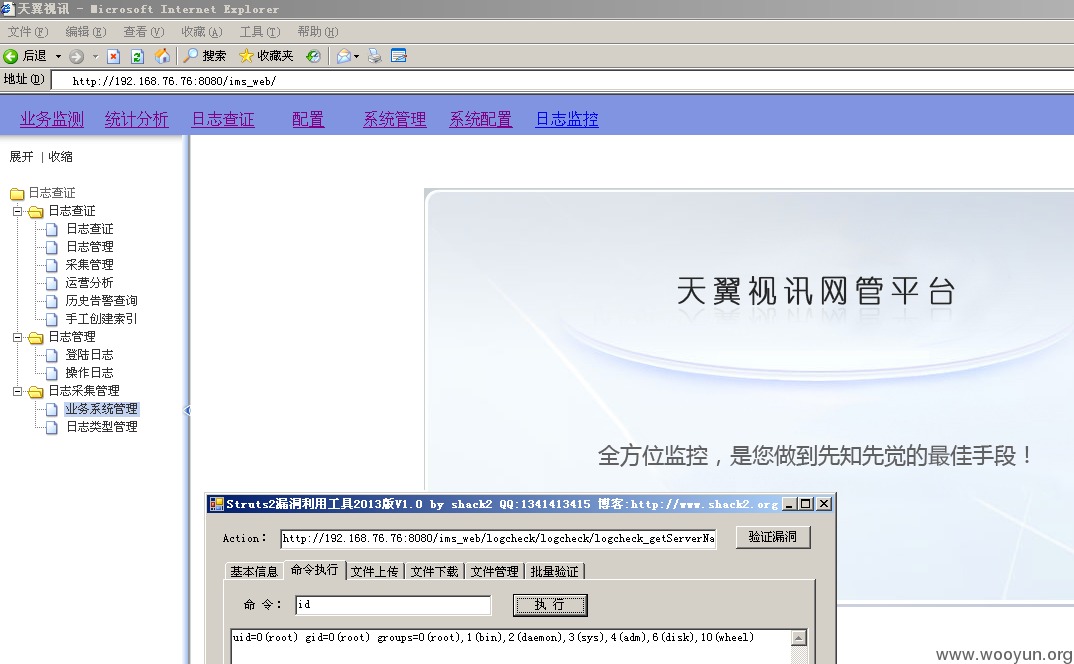 天翼视讯 - Microsoft Internet Explorer
文件(F) 编辑(E) 查看(V) 收藏(A) 工具(T) 帮助(H)
后退 搜索 收藏夹
地址(D) http://192.168.76.76:8080/ims_web/
业务监测 统计分析 日志查证 配置 系统管理 系统配置 日志监控
展开 | 收缩
日志查证
日志查证
日志查证
日志管理
采集管理
运营分析
历史告警查询
手工创建索引
日志管理
登陆日志
操作日志
日志采集管理
业务系统管理
日志类型管理
天翼视讯网管平台
全方位监控，是您做到先知先觉的最佳手段！
Struts2漏洞利用工具2013版V1.0 by shack2 QQ:1341413415 博客:http://www.shack2.org
Action: http://192.168.76.76:8080/ims_web/logcheck/logcheck/logcheck_getServerNa 验证漏洞
基本信息 命令执行 文件上传 文件下载 文件管理 批量验证
命 令: id 执 行
uid=0(root) gid=0(root) groups=0(root),1(bin),2(daemon),3(sys),4(adm),6(disk),10(wheel)
www.wooyun.org